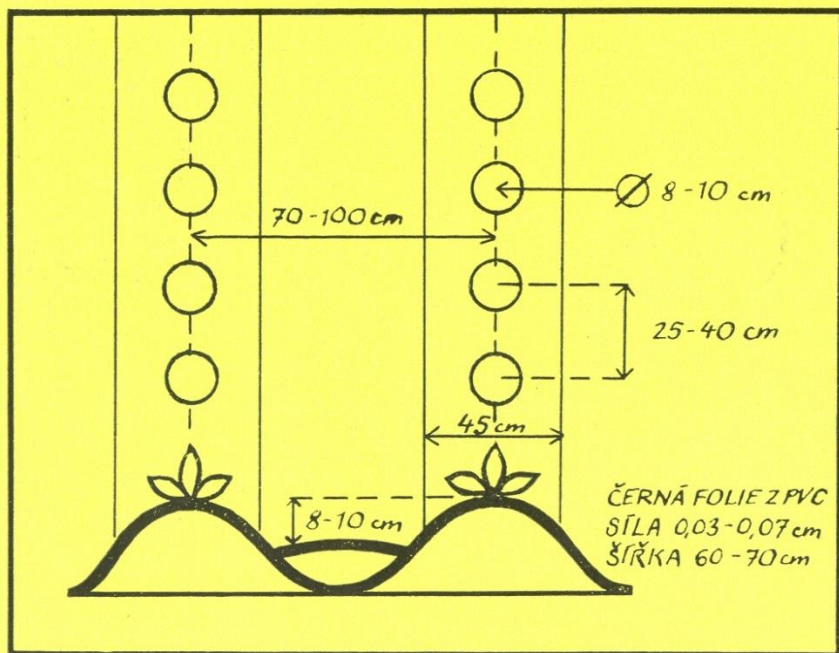 ⌀ 8-10 cm
70-100 cm
25-40 cm
45 cm
8-10 cm
ČERNÁ FOLIE Z PVC
SÍLA 0,03-0,07 cm
ŠÍŘKA 60-70 cm